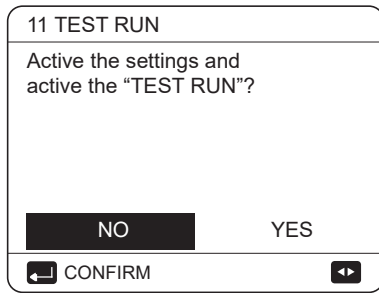 11 TEST RUN
Active the settings and
active the “TEST RUN”?
NO YES
CONFIRM